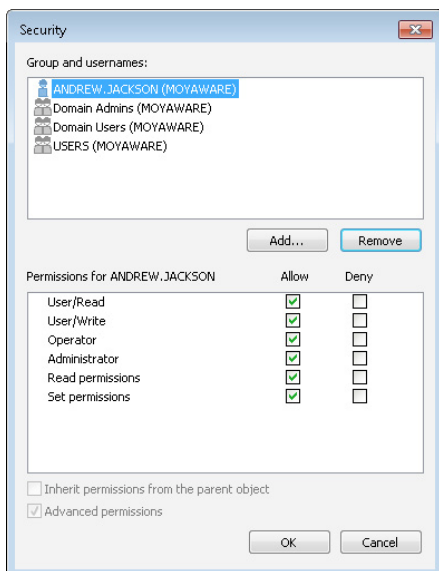 Security
Group and usernames:
ANDREW.JACKSON (MOYAWARE)
Domain Admins (MOYAWARE)
Domain Users (MOYAWARE)
USERS (MOYAWARE)
Add... Remove
Permissions for ANDREW.JACKSON Allow Deny
User/Read
User/Write
Operator
Administrator
Read permissions
Set permissions
Inherit permissions from the parent object
Advanced permissions
OK Cancel